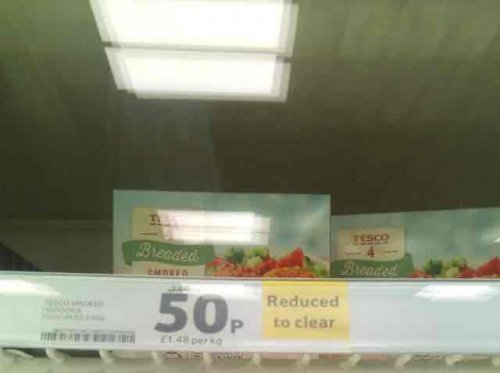 TESCO
Breaded
SMOKED
TESCO
4
Breaded
TESCO SMOKED
HADDOCK
50p
£1.48 per kg
Reduced
to clear